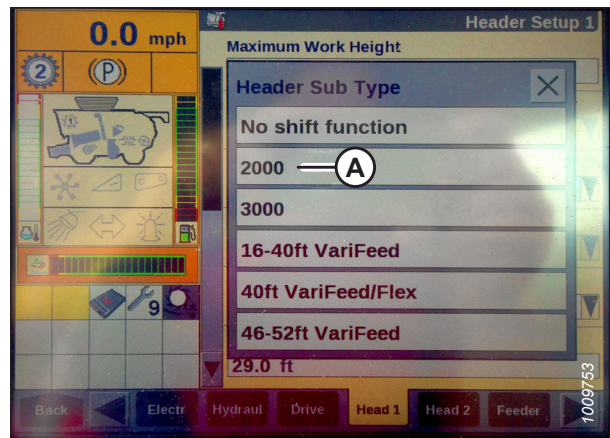 0.0 mph
Header Setup 1
2
(P)
Maximum Work Height
Header Sub Type
No shift function
2000
A
3000
16-40ft VariFeed
40ft VariFeed/Flex
46-52ft VariFeed
9
29.0 ft
Back
Electr
Hydraul
Drive
Head 1
Head 2
Feeder
1009753